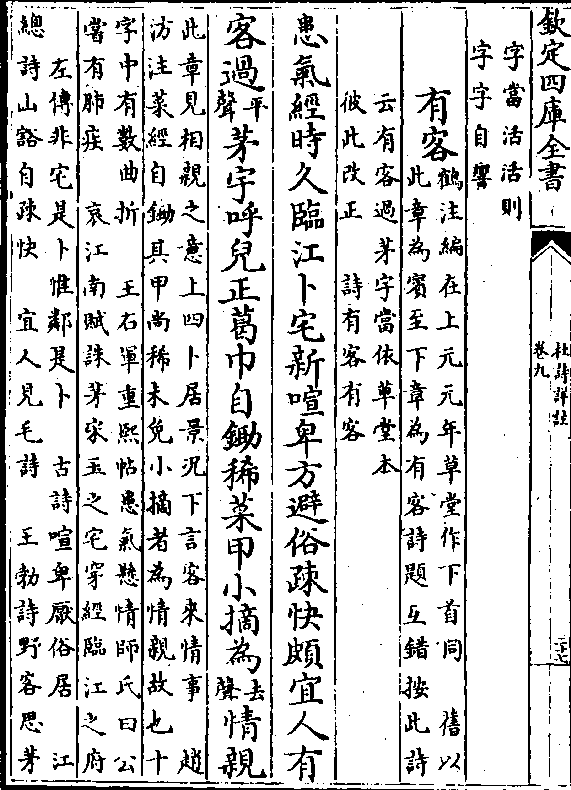 欽定四庫全書
杜詩詳註
卷九
二十七
字當活活則
字字自響
有客鶴注編在上元元年草堂作下首同 舊以
此章為賓至下章為有客詩題互錯按此詩
云有客過茅宇當依草堂本
彼此改正 詩有客有客
患氣經時久臨江卜宅新喧卑方避俗疎快頗宜人有
客過平聲茅宇呼兒正葛巾自鋤稀菜甲小摘為去聲情親
此章見相親之意上四卜居景況下言客來情事 趙
汸注菜經自鋤其甲尚稀未免小摘者為情親故也十
字中有數曲折 王右軍重熙帖患氣懸情師氏曰公
嘗有肺疾 哀江南賦誅茅宋玉之宅穿經臨江之府
左傳非宅是卜惟鄰是卜 古詩喧卑厭俗居 江
總詩山谿自疎快 宜人見毛詩 王勃詩野客思茅